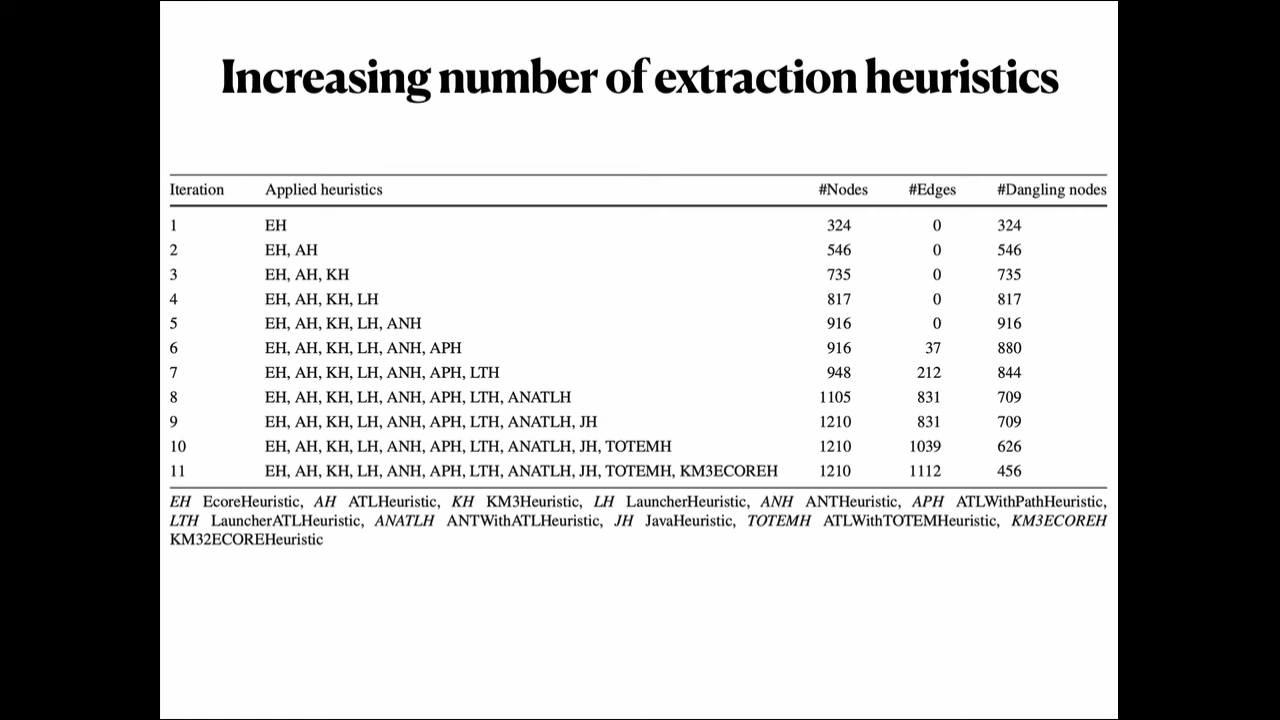 Increasing number of extraction heuristics
Iteration Applied heuristics #Nodes #Edges #Dangling nodes
1 EH 324 0 324
2 EH, AH 546 0 546
3 EH, AH, KH 735 0 735
4 EH, AH, KH, LH 817 0 817
5 EH, AH, KH, LH, ANH 916 0 916
6 EH, AH, KH, LH, ANH, APH 916 37 880
7 EH, AH, KH, LH, ANH, APH, LTH 948 212 844
8 EH, AH, KH, LH, ANH, APH, LTH, ANATLH 1105 831 709
9 EH, AH, KH, LH, ANH, APH, LTH, ANATLH, JH 1210 831 709
10 EH, AH, KH, LH, ANH, APH, LTH, ANATLH, JH, TOTEMH 1210 1039 626
11 EH, AH, KH, LH, ANH, APH, LTH, ANATLH, JH, TOTEMH, KM3ECOREH 1210 1112 456
EH EcoreHeuristic, AH ATLHeuristic, KH KM3Heuristic, LH LauncherHeuristic, ANH ANTHeuristic, APH ATLWithPathHeuristic,
LTH LauncherATLHeuristic, ANATLH ANTWithATLHeuristic, JH JavaHeuristic, TOTEMH ATLWithTOTEMHeuristic, KM3ECOREH
KM32ECOREHeuristic